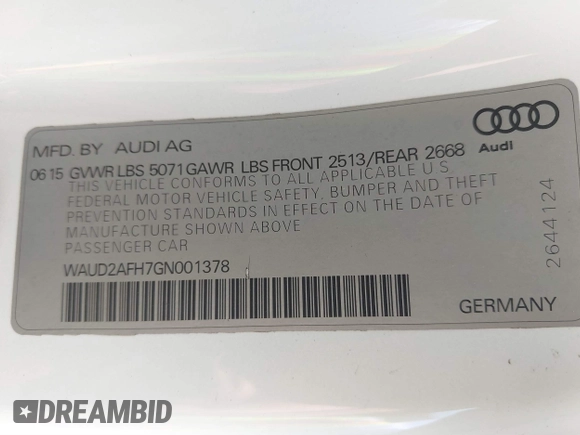 MFD. BY AUDI AG
06 15 GVWR LBS 5071 GAWR LBS FRONT 2513/REAR 2668
Audi
THIS VEHICLE CONFORMS TO ALL APPLICABLE U S
FEDERAL MOTOR VEHICLE SAFETY, BUMPER AND THEFT
PREVENTION STANDARDS IN EFFECT ON THE DATE OF
MANUFACTURE SHOWN ABOVE
PASSENGER CAR
WAUD2AFH7GN001378
2644124
GERMANY
DREAMBID